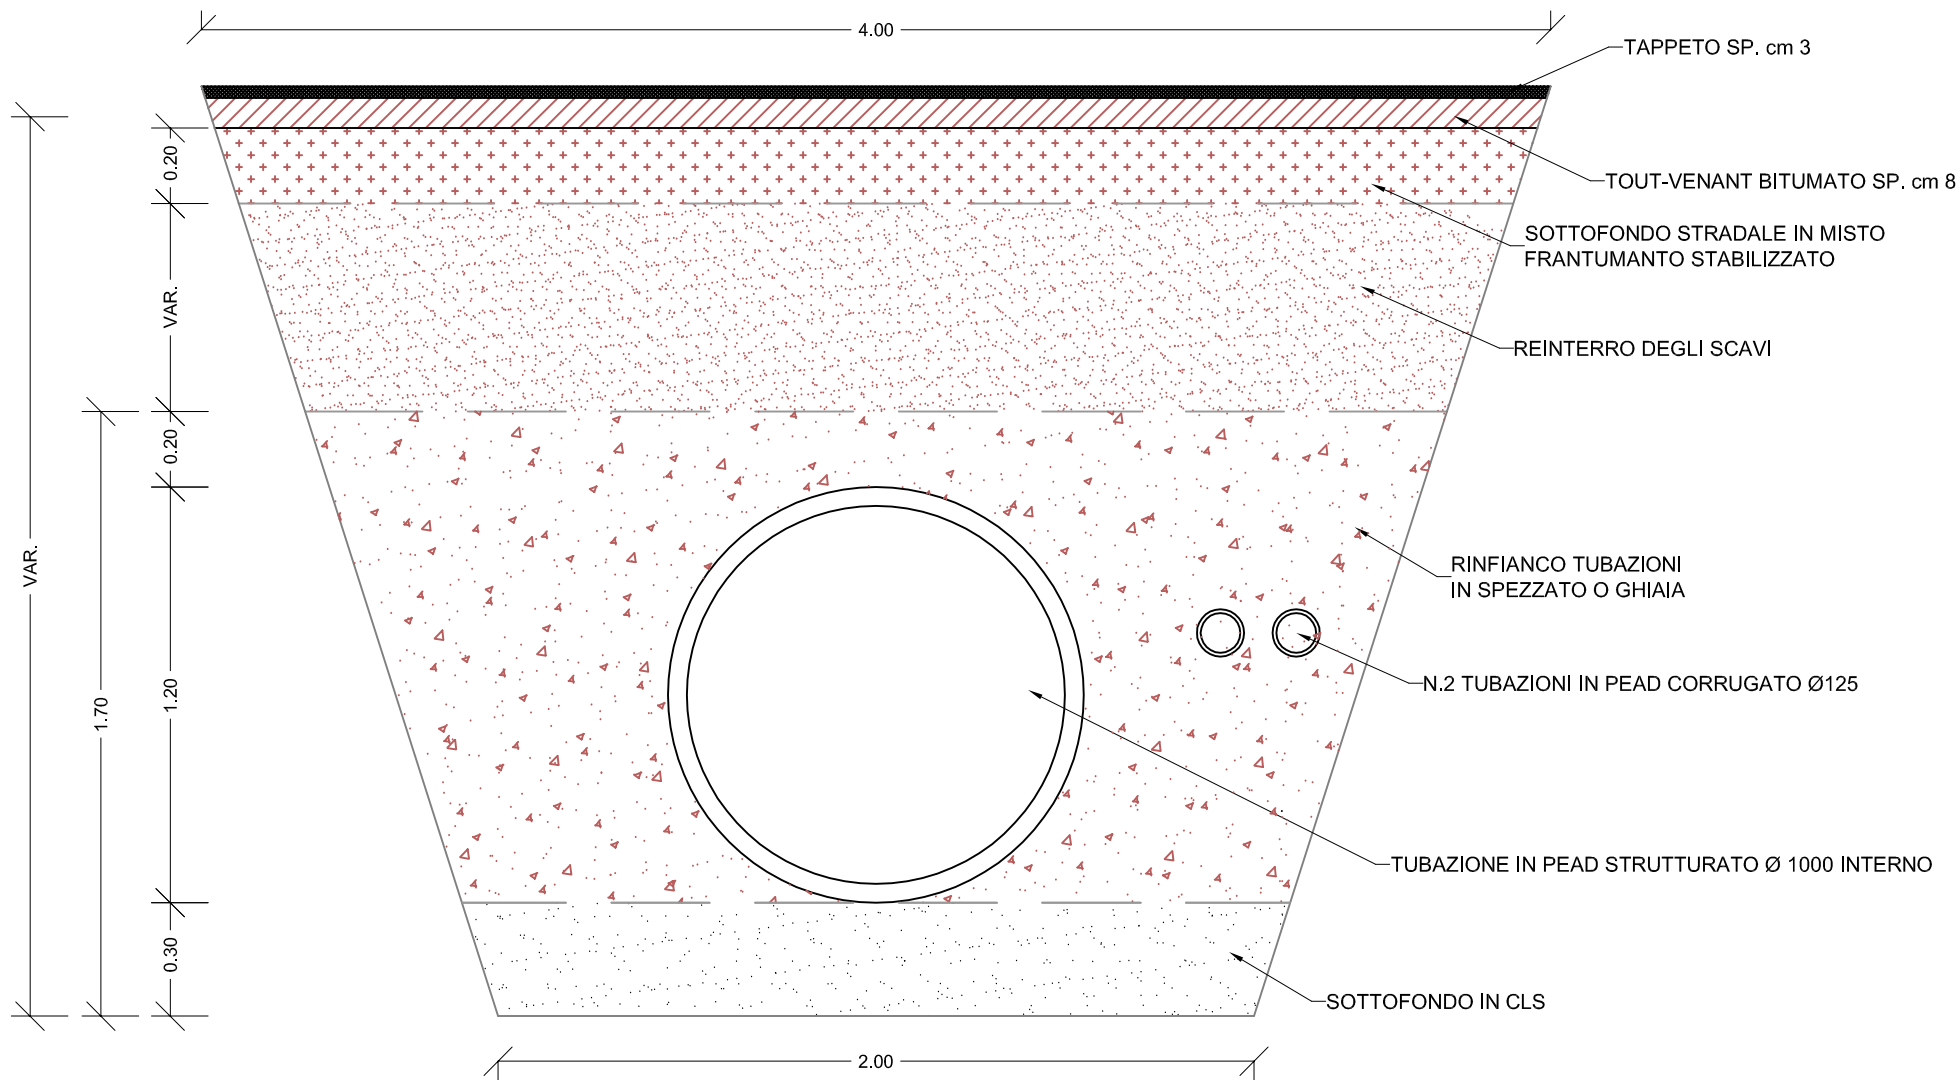 4.00
TAPPETO SP. cm 3
0.20
TOUT-VENANT BITUMATO SP. cm 8
SOTTOFONDO STRADALE IN MISTO
FRANTUMANTO STABILIZZATO
VAR.
REINTERRO DEGLI SCAVI
0.20
VAR.
RINFIANCO TUBAZIONI
IN SPEZZATO O GHIAIA
N.2 TUBAZIONI IN PEAD CORRUGATO Ø125
1.70
1.20
TUBAZIONE IN PEAD STRUTTURATO Ø 1000 INTERNO
0.30
SOTTOFONDO IN CLS
2.00